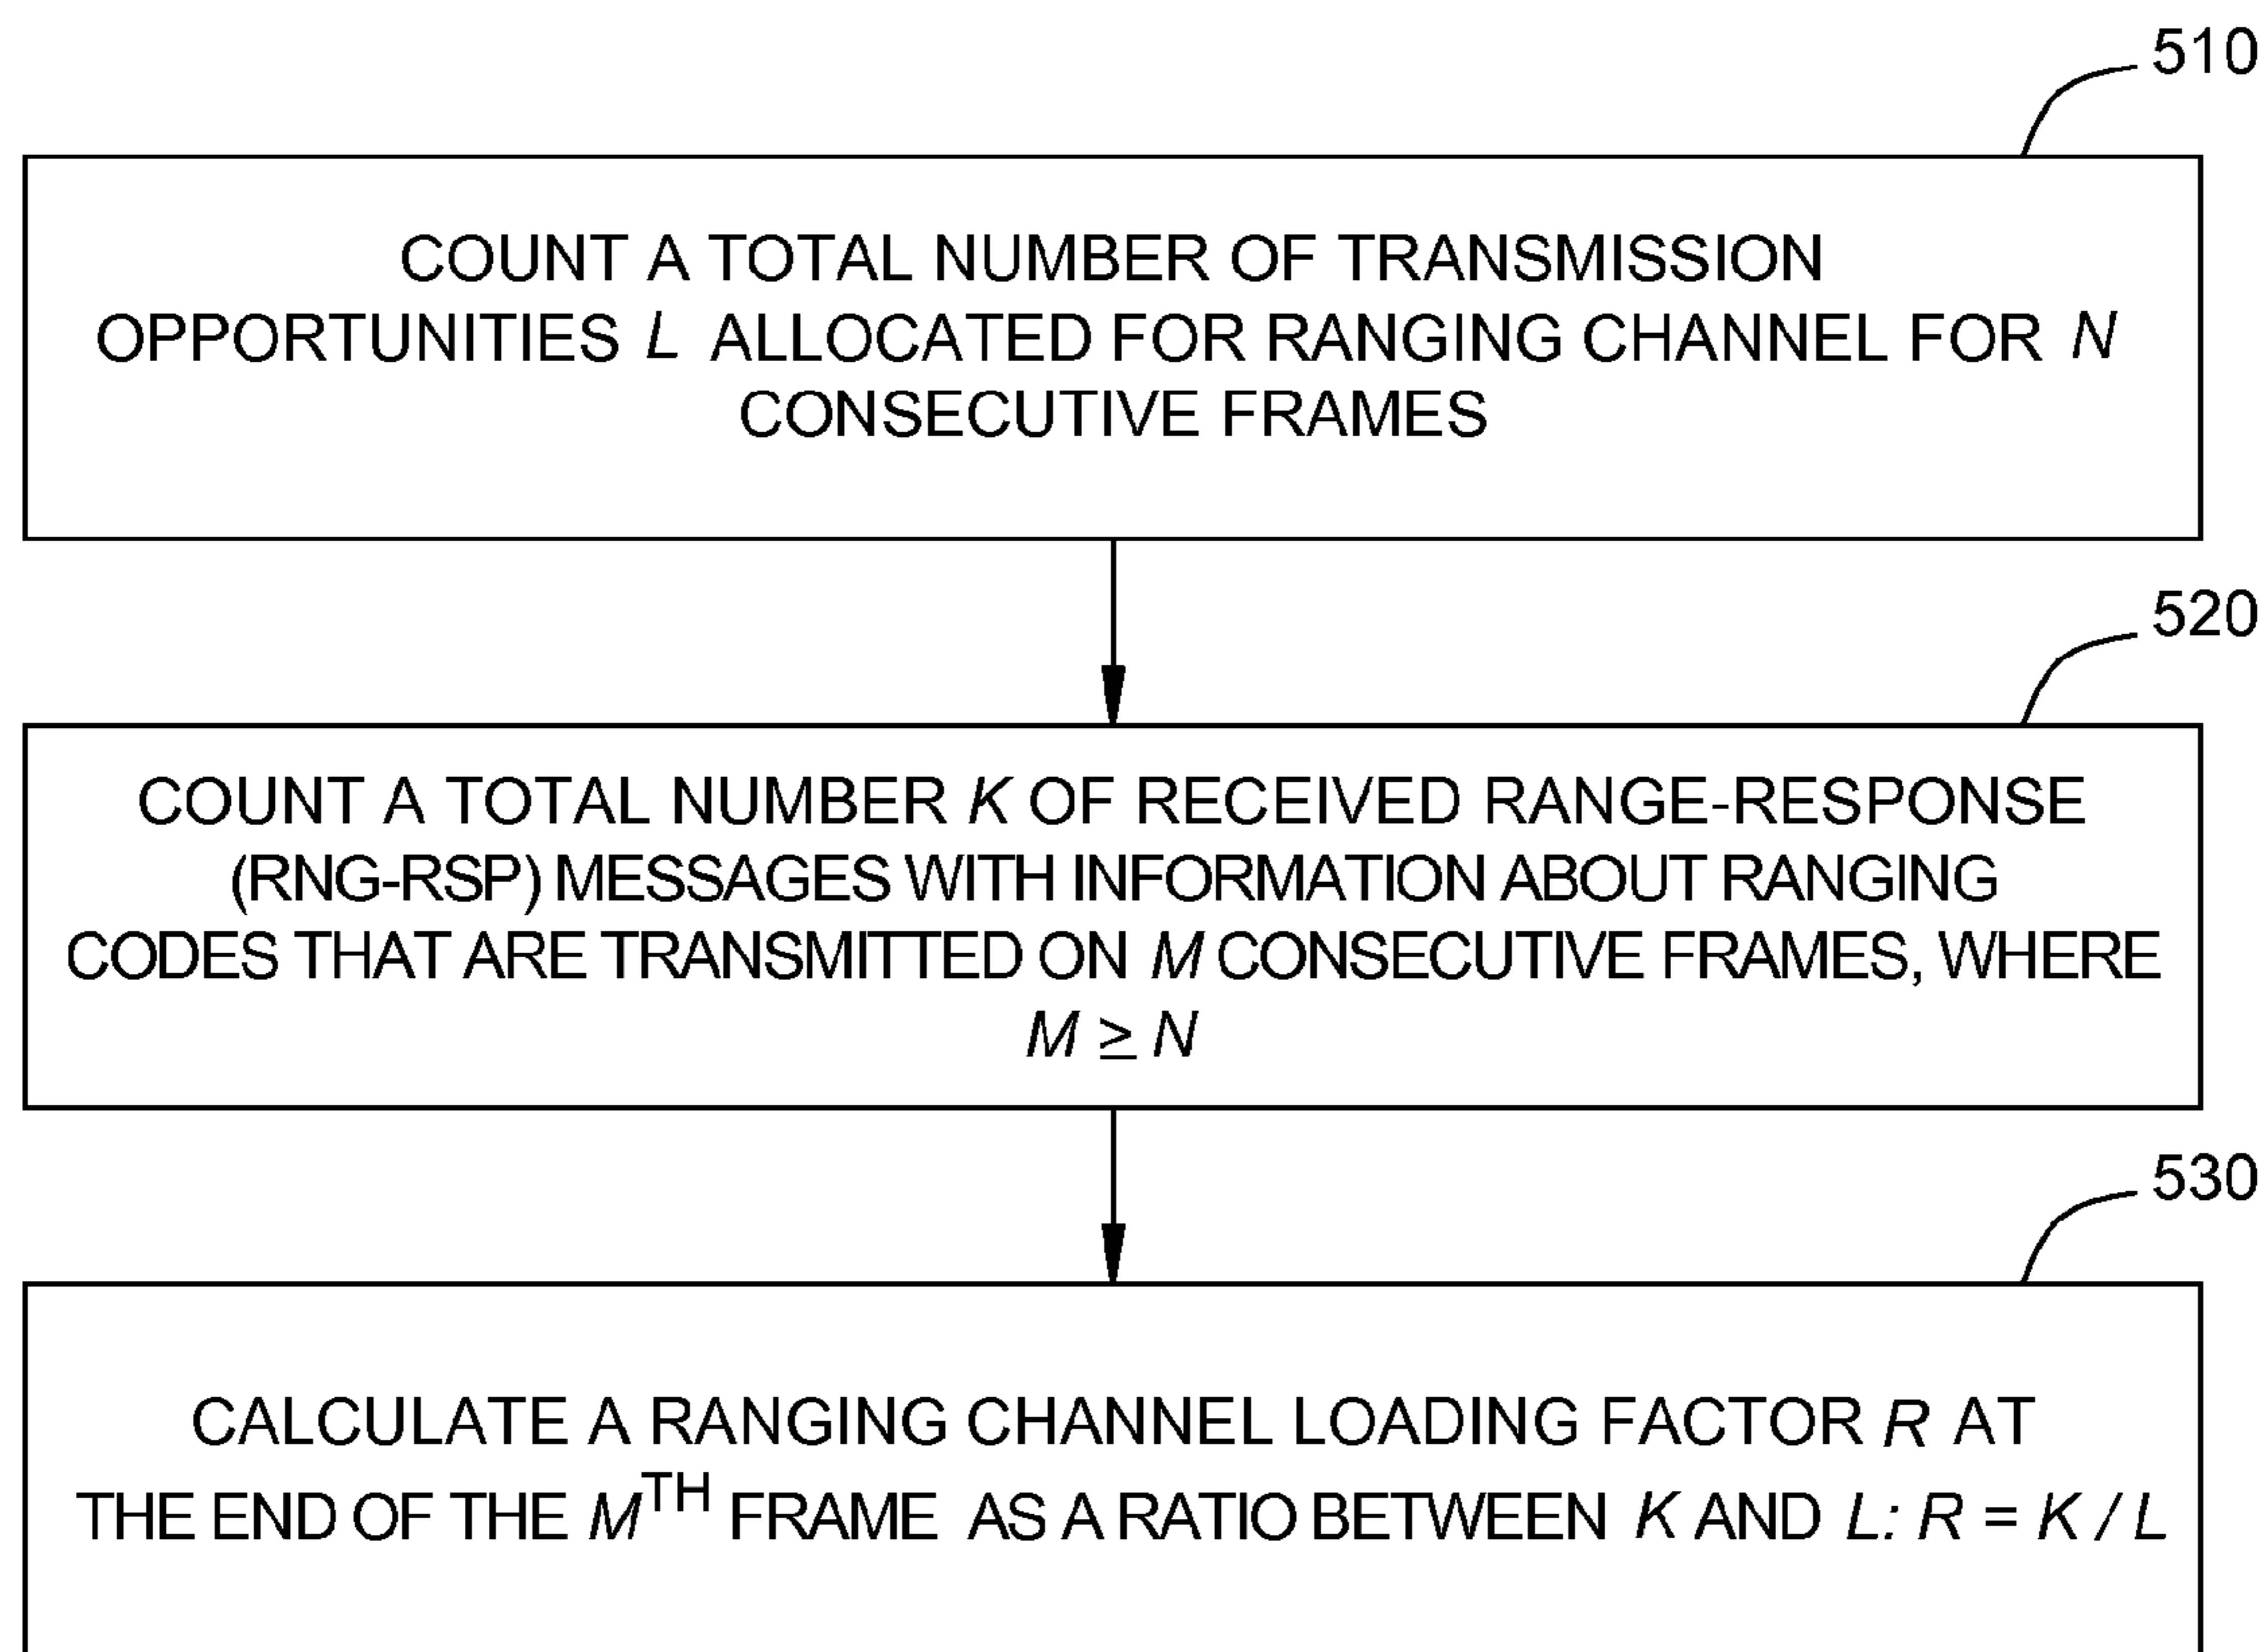 510
COUNT A TOTAL NUMBER OF TRANSMISSION
OPPORTUNITIES L ALLOCATED FOR RANGING CHANNEL FOR N
CONSECUTIVE FRAMES
520
COUNT A TOTAL NUMBER K OF RECEIVED RANGE-RESPONSE
(RNG-RSP) MESSAGES WITH INFORMATION ABOUT RANGING
CODES THAT ARE TRANSMITTED ON M CONSECUTIVE FRAMES, WHERE
M ≥ N
530
CALCULATE A RANGING CHANNEL LOADING FACTOR R AT
THE END OF THE M^TH FRAME AS A RATIO BETWEEN K AND L: R = K / L